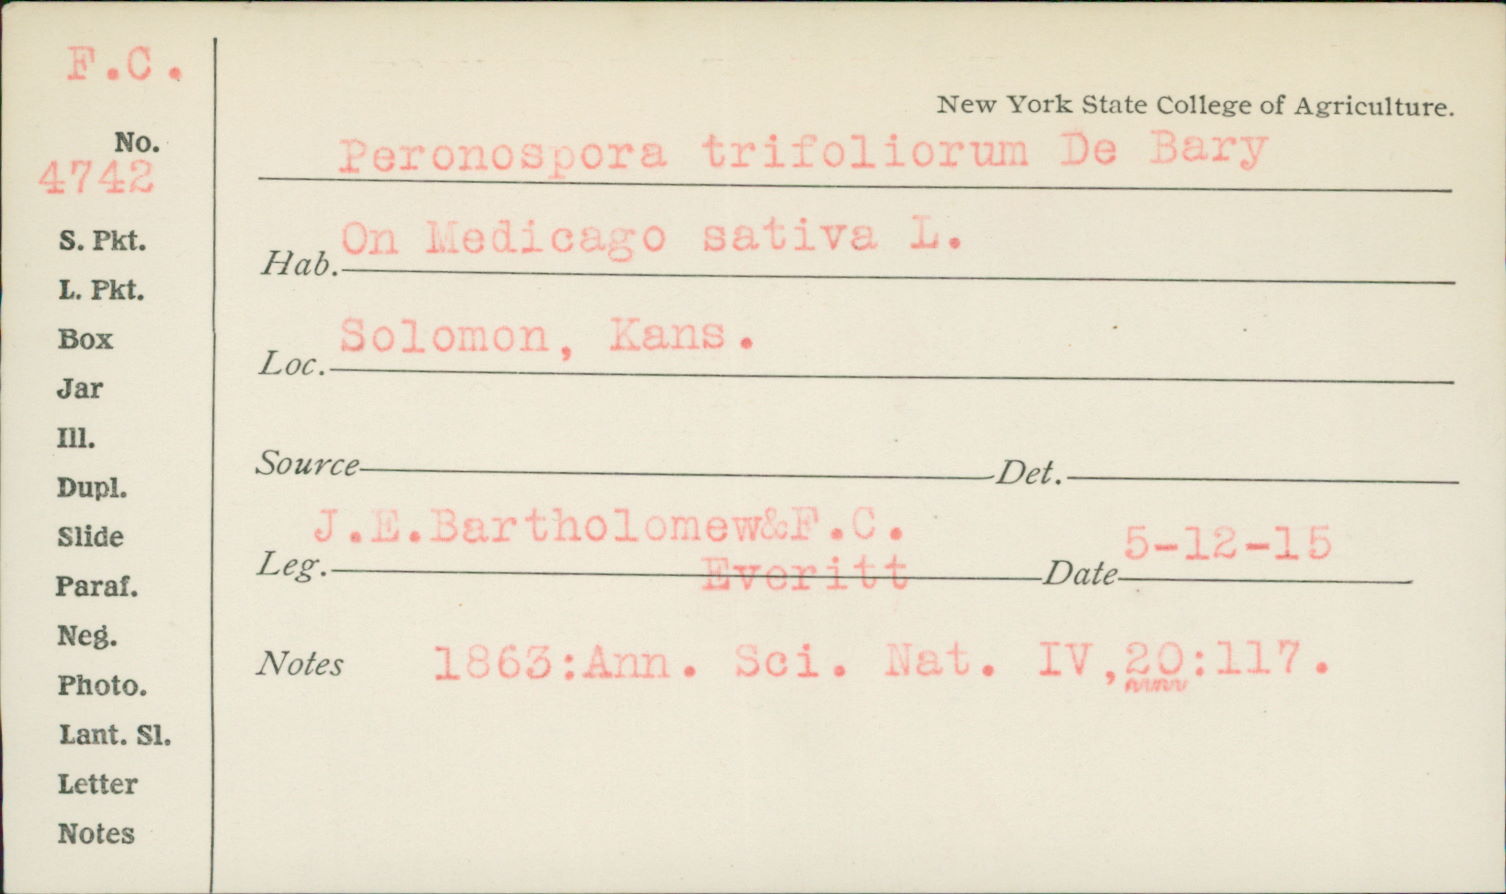 F.C.
No.
4742
S. Pkt.
L. Pkt.
Box
Jar
Ill.
Dupl.
Slide
Paraf.
Neg.
Photo.
Lant. Sl.
Letter
Notes
New York State College of Agriculture.
Peronospora trifoliorum De Bary
Hab. On Medicago sativa L.
Loc. Solomon, Kans.
Source Det.
Leg. J.E.Bartholomew&F.C. Date 5-12-15
Everitt
Notes 1863:Ann. Sci. Nat. IV,20:117.